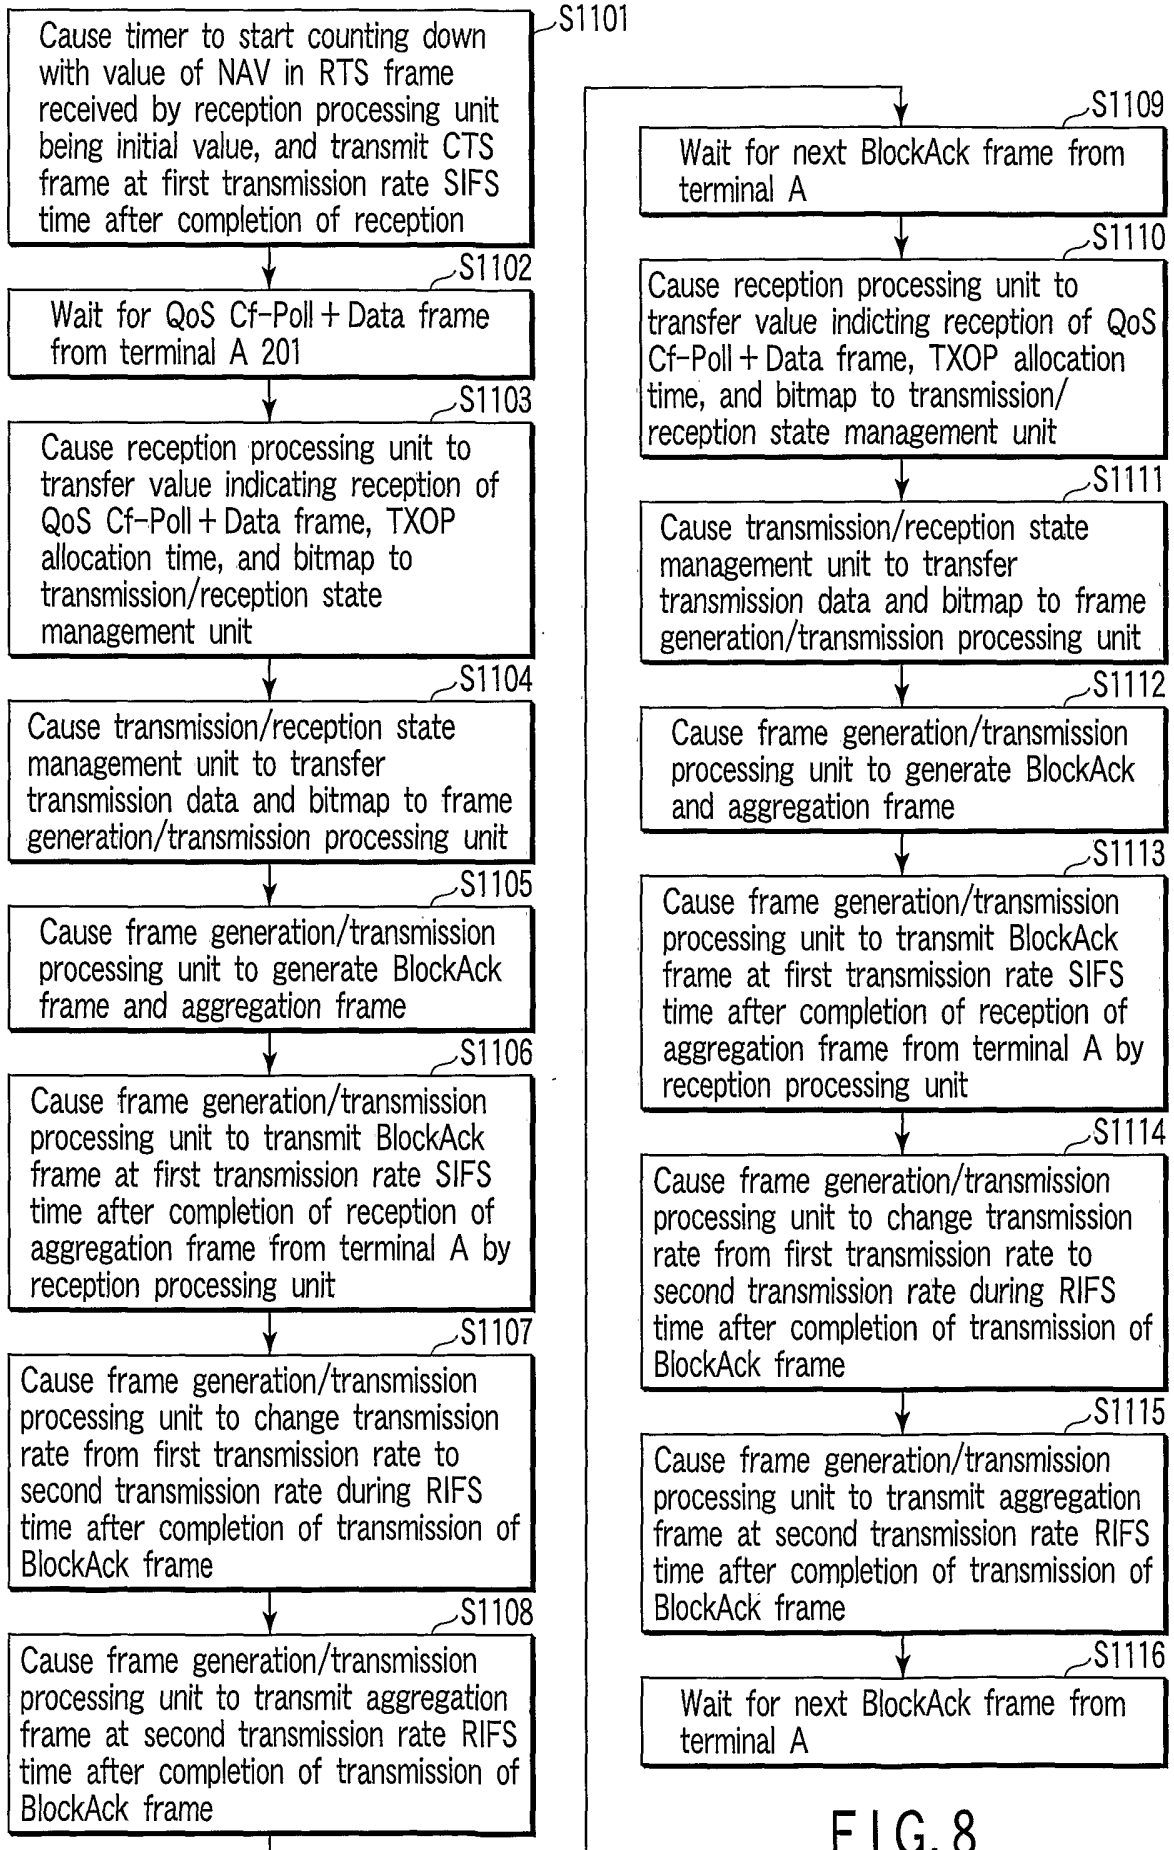 S1101
Cause timer to start counting down
with value of NAV in RTS frame
received by reception processing unit
being initial value, and transmit CTS
frame at first transmission rate SIFS
time after completion of reception
S1102
Wait for QoS Cf-Poll + Data frame
from terminal A 201
S1103
Cause reception processing unit to
transfer value indicating reception of
QoS Cf-Poll + Data frame, TXOP
allocation time, and bitmap to
transmission/reception state
management unit
S1104
Cause transmission/reception state
management unit to transfer
transmission data and bitmap to frame
generation/transmission processing unit
S1105
Cause frame generation/transmission
processing unit to generate BlockAck
frame and aggregation frame
S1106
Cause frame generation/transmission
processing unit to transmit BlockAck
frame at first transmission rate SIFS
time after completion of reception of
aggregation frame from terminal A by
reception processing unit
S1107
Cause frame generation/transmission
processing unit to change transmission
rate from first transmission rate to
second transmission rate during RIFS
time after completion of transmission of
BlockAck frame
S1108
Cause frame generation/transmission
processing unit to transmit aggregation
frame at second transmission rate RIFS
time after completion of transmission of
BlockAck frame
S1109
Wait for next BlockAck frame from
terminal A
S1110
Cause reception processing unit to
transfer value indicting reception of QoS
Cf-Poll + Data frame, TXOP allocation
time, and bitmap to transmission/
reception state management unit
S1111
Cause transmission/reception state
management unit to transfer
transmission data and bitmap to frame
generation/transmission processing unit
S1112
Cause frame generation/transmission
processing unit to generate BlockAck
and aggregation frame
S1113
Cause frame generation/transmission
processing unit to transmit BlockAck
frame at first transmission rate SIFS
time after completion of reception of
aggregation frame from terminal A by
reception processing unit
S1114
Cause frame generation/transmission
processing unit to change transmission
rate from first transmission rate to
second transmission rate during RIFS
time after completion of transmission of
BlockAck frame
S1115
Cause frame generation/transmission
processing unit to transmit aggregation
frame at second transmission rate RIFS
time after completion of transmission of
BlockAck frame
S1116
Wait for next BlockAck frame from
terminal A
FIG. 8